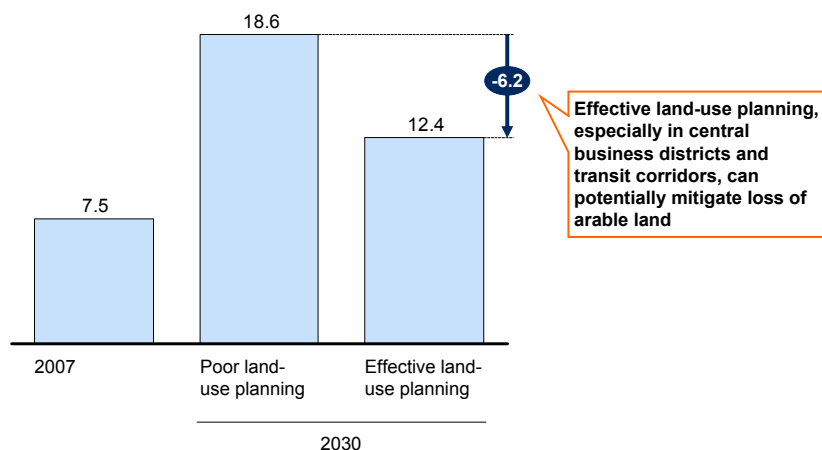 18.6
-6.2
12.4
7.5
Effective land-use planning,
especially in central
business districts and
transit corridors, can
potentially mitigate loss of
arable land
2007
Poor land-
use planning
Effective land-
use planning
2030